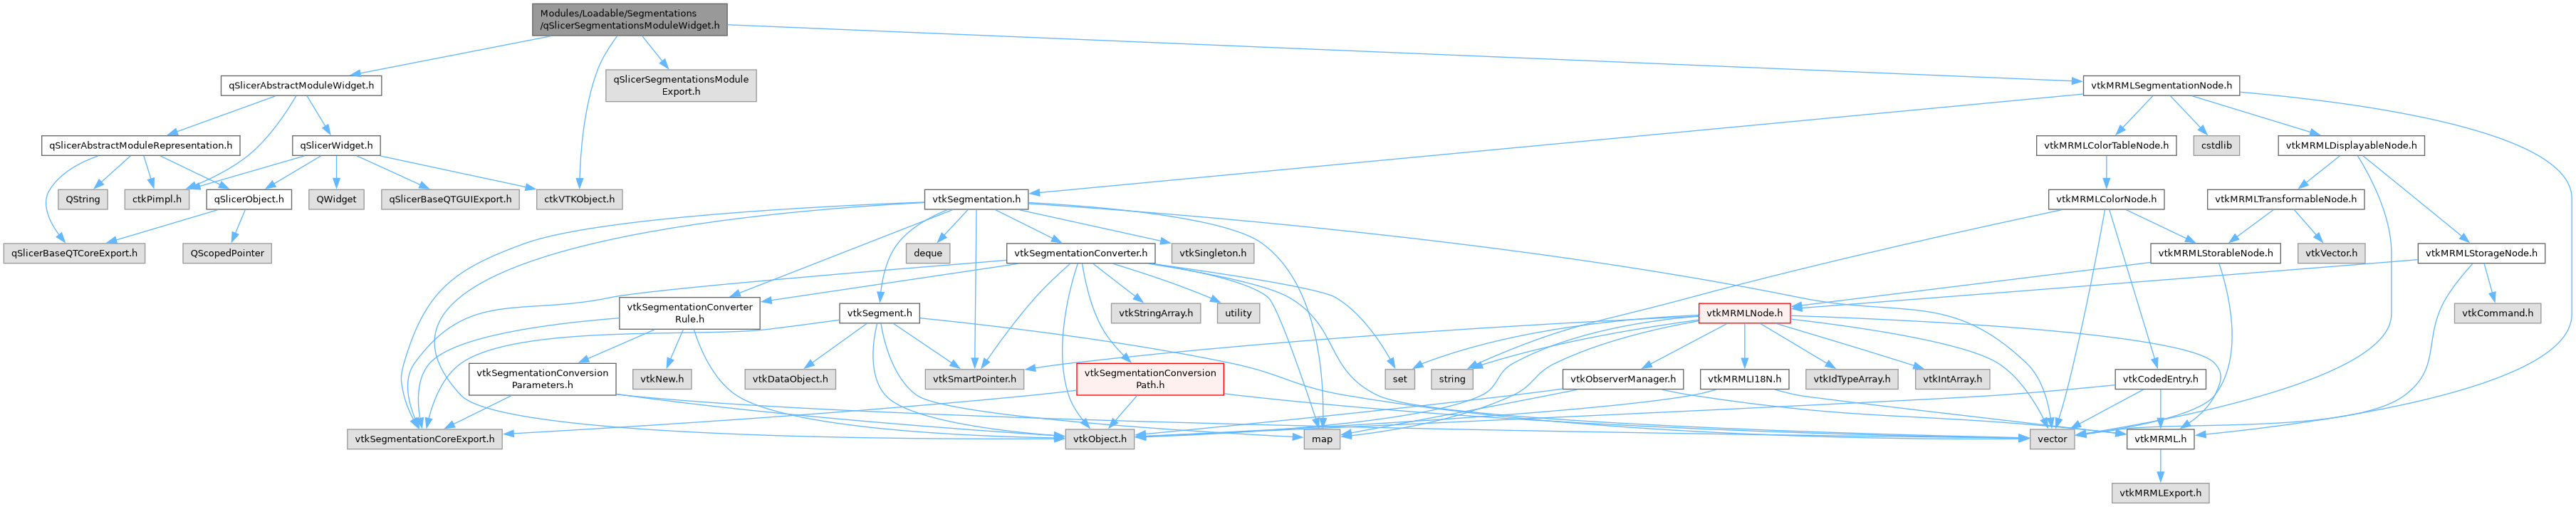 Modules/Loadable/Segmentations
/qSlicerSegmentationsModuleWidget.h
qSlicerAbstractModuleWidget.h
qSlicerSegmentationsModule
Export.h
vtkMRMLSegmentationNode.h
qSlicerAbstractModuleRepresentation.h
qSlicerWidget.h
vtkMRMLColorTableNode.h
cstdlib
vtkMRMLDisplayableNode.h
QString
ctkPimpl.h
qSlicerObject.h
QWidget
qSlicerBaseQTGUIExport.h
ctkVTKObject.h
vtkSegmentation.h
vtkMRMLColorNode.h
vtkMRMLTransformableNode.h
qSlicerBaseQTCoreExport.h
QScopedPointer
deque
vtkSegmentationConverter.h
vtkSingleton.h
vtkMRMLStorableNode.h
vtkVector.h
vtkMRMLStorageNode.h
vtkSegmentationConverter
Rule.h
vtkSegment.h
vtkStringArray.h
utility
vtkMRMLNode.h
vtkCommand.h
vtkSegmentationConversion
Parameters.h
vtkNew.h
vtkDataObject.h
vtkSmartPointer.h
vtkSegmentationConversion
Path.h
set
string
vtkObserverManager.h
vtkMRMLI18N.h
vtkIdTypeArray.h
vtkIntArray.h
vtkCodedEntry.h
vtkSegmentationCoreExport.h
vtkObject.h
map
vector
vtkMRML.h
vtkMRMLExport.h